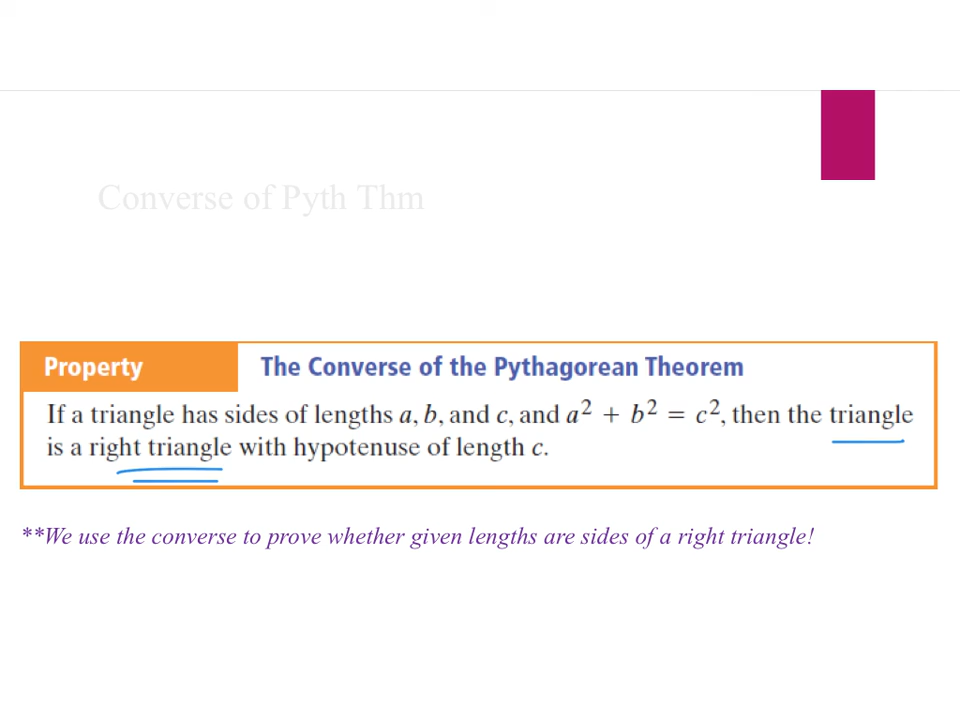 Converse of Pyth Thm
Property
The Converse of the Pythagorean Theorem
If a triangle has sides of lengths a, b, and c, and a² + b² = c², then the triangle
is a right triangle with hypotenuse of length c.
**We use the converse to prove whether given lengths are sides of a right triangle!